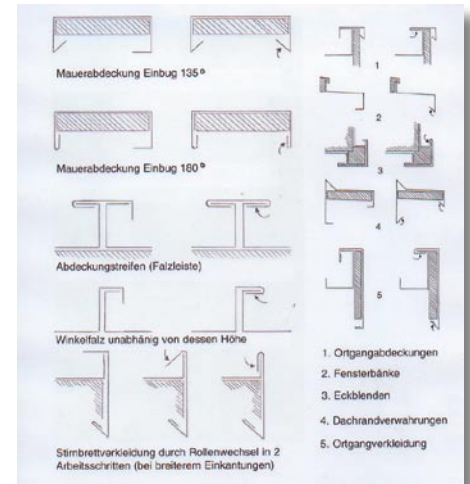 Mauerabdeckung Einbug 135°
Mauerabdeckung Einbug 180°
Abdeckungstreifen (Falzleiste)
Winkelfalz unabhänig von dessen Höhe
Stirnbrettverkleidung durch Rollenwechsel in 2
Arbeitsschritten (bei breiterem Einkantungen)
1
2
3
4
5
1. Ortgangabdeckungen
2. Fensterbänke
3. Eckblenden
4. Dachrandverwahrungen
5. Ortgangverkleidung